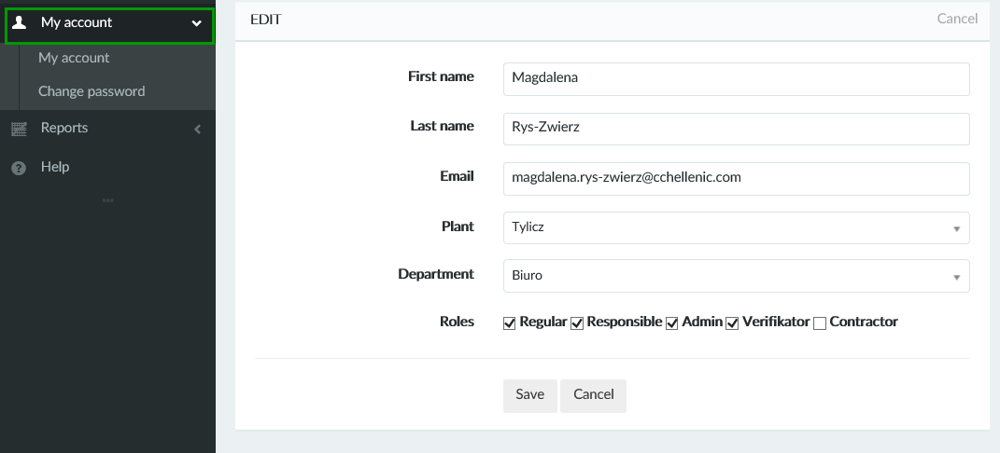 My account
My account
Change password
Reports
Help
EDIT Cancel
First name Magdalena
Last name Rys-Zwierz
Email magdalena.rys-zwierz@cchellenic.com
Plant Tylicz
Department Biuro
Roles Regular Responsible Admin Verifikator Contractor
Save Cancel